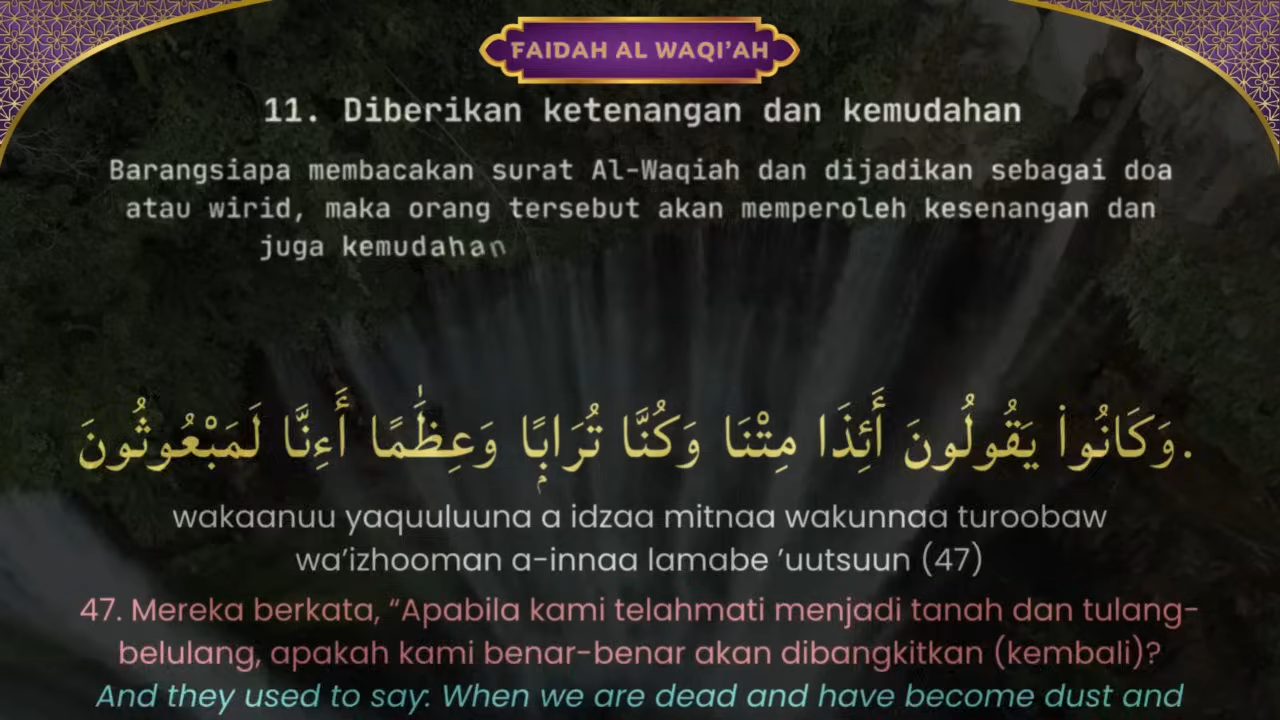 FAIDAH AL WAQI’AH
11. Diberikan ketenangan dan kemudahan
Barangsiapa membacakan surat Al-Waqiah dan dijadikan sebagai doa
atau wirid, maka orang tersebut akan memperoleh kesenangan dan
juga kemudahan
وَكَانُوا۟ يَقُولُونَ أَئِذَا مِتْنَا وَكُنَّا تُرَابًۭا وَعِظَٰمًا أَءِنَّا لَمَبْعُوثُونَ.
wakaanuu yaquuluuna a idzaa mitnaa wakunnaa turoobaw
wa’izhooman a-innaa lamabe ’uutsuun (47)
47. Mereka berkata, “Apabila kami telahmati menjadi tanah dan tulang-
belulang, apakah kami benar-benar akan dibangkitkan (kembali)?
And they used to say: When we are dead and have become dust and